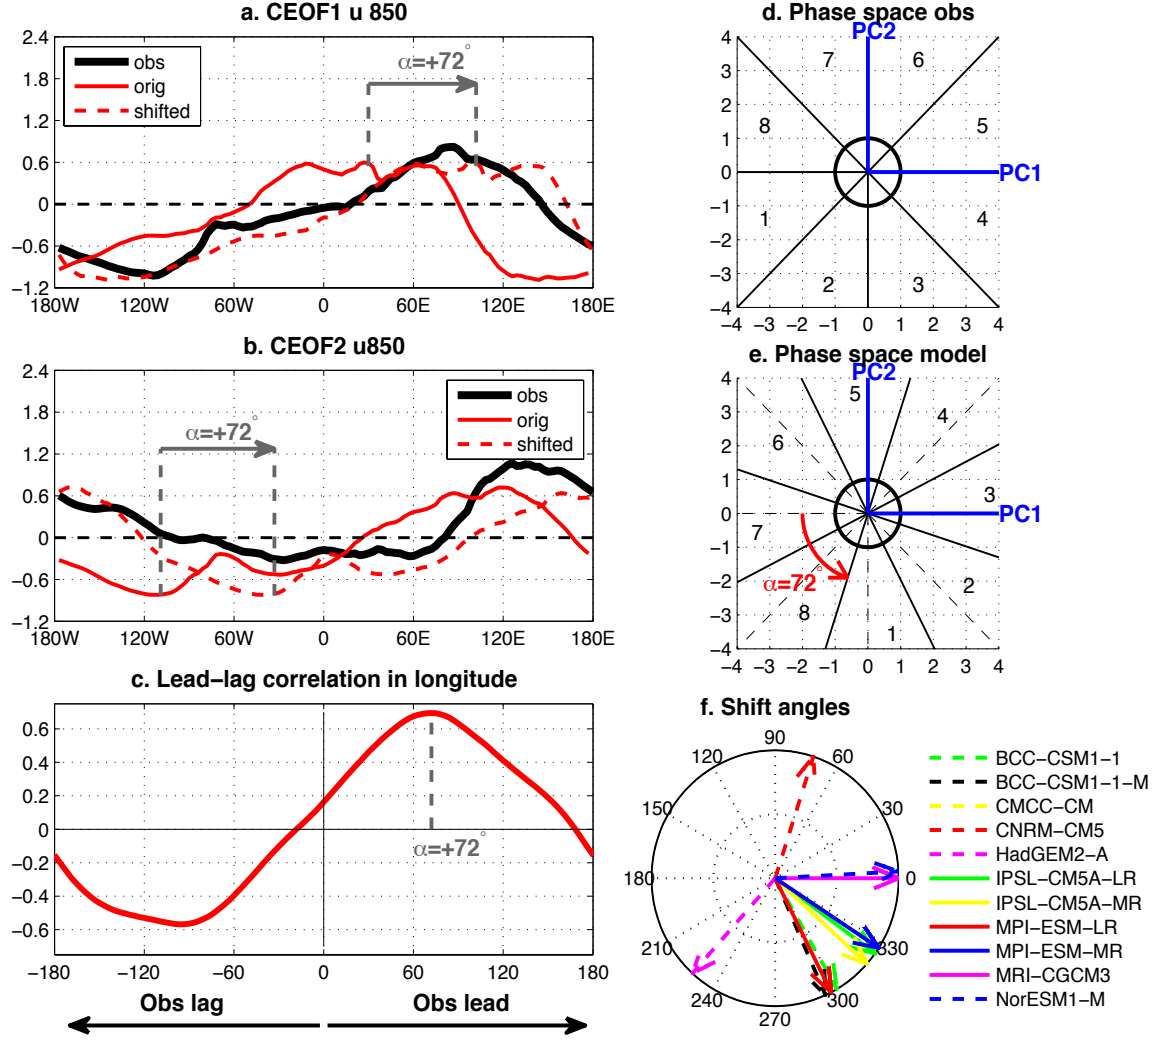 a. CEOF1 u 850
2.4
1.8
1.2
0.6
0
−0.6
−1.2
obs
orig
shifted
α=+72°
180W 120W 60W 0 60E 120E 180E
b. CEOF2 u850
2.4
1.8
1.2
0.6
0
−0.6
−1.2
obs
orig
shifted
α=+72°
180W 120W 60W 0 60E 120E 180E
c. Lead−lag correlation in longitude
0.6
0.4
0.2
0
−0.2
−0.4
−0.6
α=+72°
−180 −120 −60 0 60 120 180
Obs lag Obs lead
d. Phase space obs
PC2
4
3
2
1
0
−1
−2
−3
−4
7 6
8 5
PC1
1 4
2 3
−4 −3 −2 −1 0 1 2 3 4
e. Phase space model
PC2
4
3
2
1
0
−1
−2
−3
−4
5
4
6
3
PC1
7
α=72°
2
8
1
−4 −3 −2 −1 0 1 2 3 4
f. Shift angles
90
120 60
150 30
180 0
210 330
240 300
270
BCC−CSM1−1
BCC−CSM1−1−M
CMCC−CM
CNRM−CM5
HadGEM2−A
IPSL−CM5A−LR
IPSL−CM5A−MR
MPI−ESM−LR
MPI−ESM−MR
MRI−CGCM3
NorESM1−M